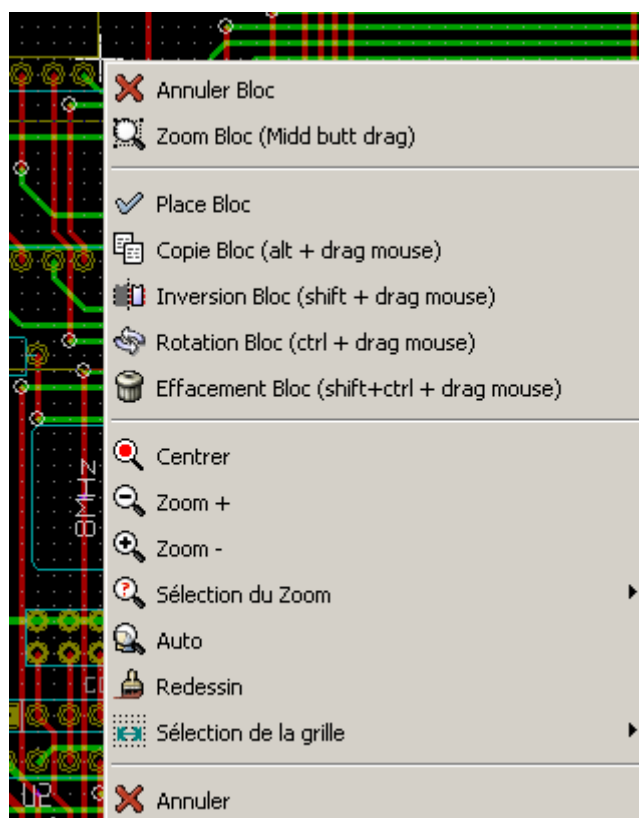 Annuler Bloc
Zoom Bloc (Midd butt drag)
Place Bloc
Copie Bloc (alt + drag mouse)
Inversion Bloc (shift + drag mouse)
Rotation Bloc (ctrl + drag mouse)
Effacement Bloc (shift+ctrl + drag mouse)
8MHz
Centrer
Zoom +
Zoom -
Sélection du Zoom
Auto
Redessin
Sélection de la grille
U2
Annuler